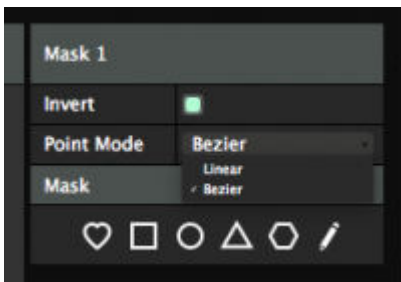 Mask 1
Invert
Point Mode Bezier
Linear
✓ Bezier
Mask